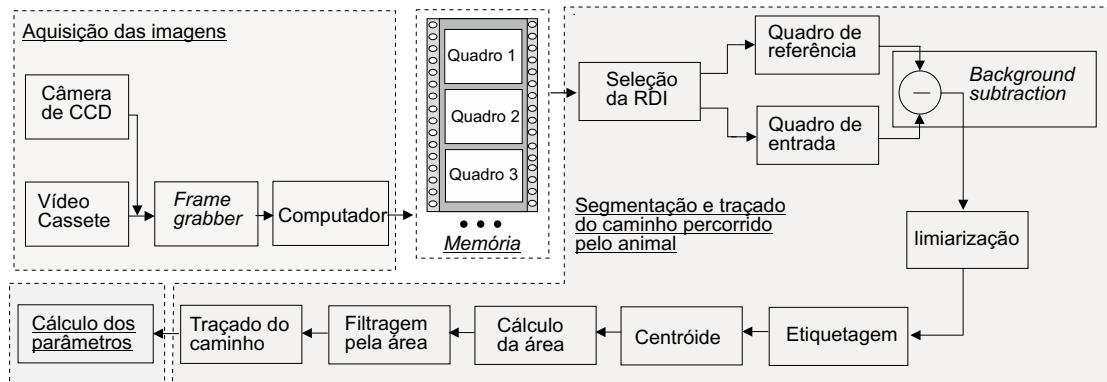 Aquisição das imagens
Câmera
de CCD
Vídeo
Cassete
Frame
grabber
Computador
Quadro 1
Quadro 2
Quadro 3
Memória
Seleção
da RDI
Quadro de
referência
Quadro de
entrada
Background
subtraction
Segmentação e traçado
do caminho percorrido
pelo animal
limiarização
Etiquetagem
Centróide
Cálculo
da área
Filtragem
pela área
Traçado do
caminho
Cálculo dos
parâmetros